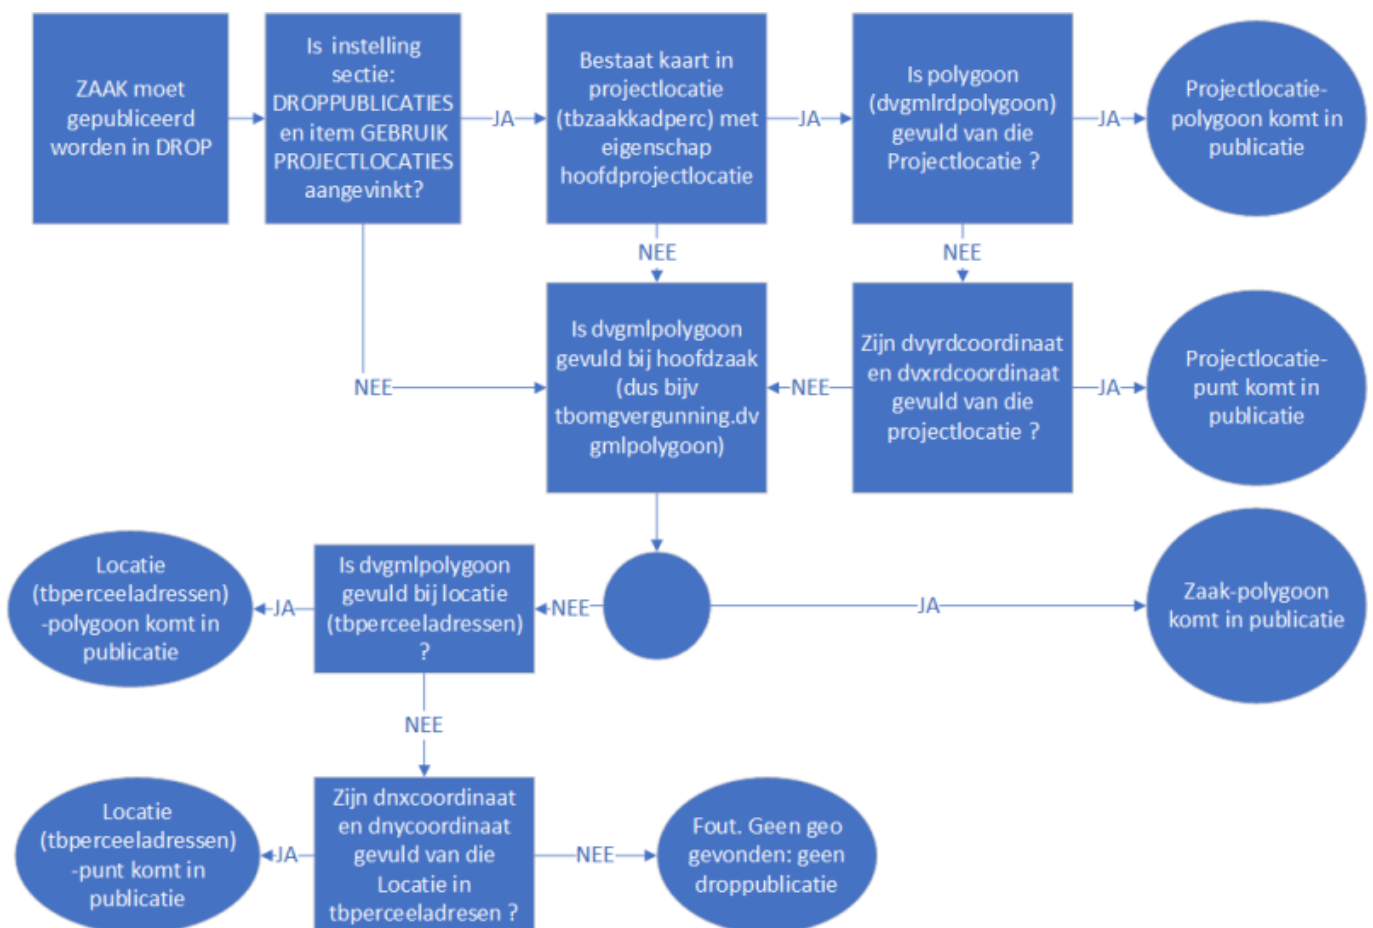 ZAAK moet
gepubliceerd
worden in DROP
Is instelling
sectie:
DROPPUBLICATIES
en item GEBRUIK
PROJECTLOCATIES
aangevinkt?
JA
Bestaat kaart in
projectlocatie
(tbzaakkadperc) met
eigenschap
hoofdprojectlocatie
JA
Is polygoon
(dvgmlrdpolygoon)
gevuld van die
Projectlocatie ?
JA
Projectlocatie-
polygoon komt in
publicatie
NEE
NEE
NEE
Is dvgmlpolygoon
gevuld bij hoofdzaak
(dus bijv
tbomgvergunning.dv
gmlpolygoon)
NEE
Zijn dvyrdcoordinaat
en dvxrdcoordinaat
gevuld van die
projectlocatie ?
JA
Projectlocatie-
punt komt in
publicatie
Locatie
(tbperceeladressen)
-polygoon komt in
publicatie
JA
Is dvgmlpolygoon
gevuld bij locatie
(tbperceeladressen)
?
NEE
JA
Zaak-polygoon
komt in publicatie
NEE
Locatie
(tbperceeladressen)
-punt komt in
publicatie
JA
Zijn dnxcoordinaat
en dnycoordinaat
gevuld van die
Locatie in
tbperceeladresen ?
NEE
Fout. Geen geo
gevonden: geen
droppublicatie